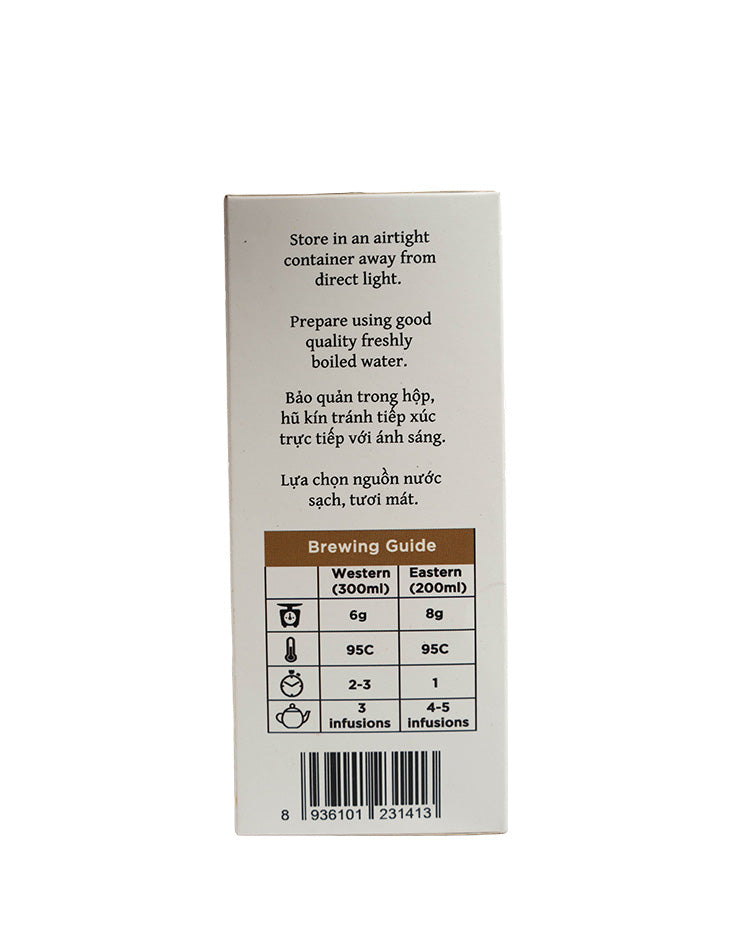 Store in an airtight
container away from
direct light.
Prepare using good
quality freshly
boiled water.
Bảo quản trong hộp,
hũ kín tránh tiếp xúc
trực tiếp với ánh sáng.
Lựa chọn nguồn nước
sạch, tươi mát.
Brewing Guide
Western Eastern
(300ml) (200ml)
6g 8g
95C 95C
2-3 1
3 4-5
infusions infusions
8 936101 231413